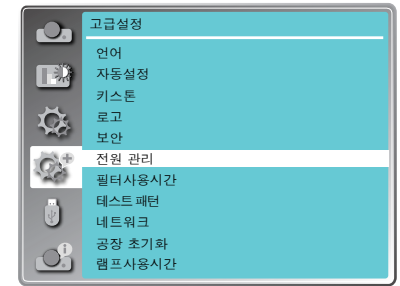 고급설정
언어
자동설정
키스톤
로고
보안
전원 관리
필터사용시간
테스트 패턴
네트워크
공장 초기화
램프사용시간